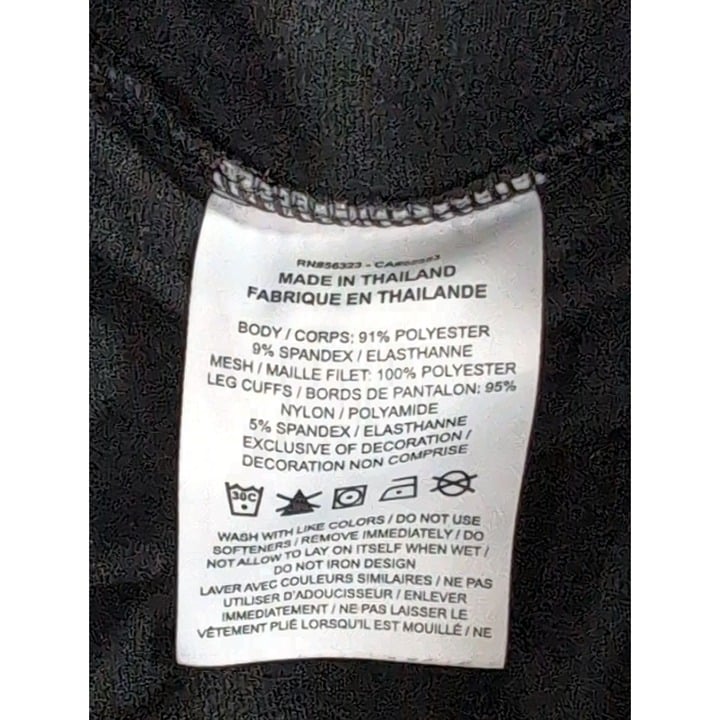 RN#56323 - CA#05553
MADE IN THAILAND
FABRIQUE EN THAILANDE
BODY / CORPS: 91% POLYESTER
9% SPANDEX / ELASTHANNE
MESH / MAILLE FILET: 100% POLYESTER
LEG CUFFS / BORDS DE PANTALON: 95%
NYLON / POLYAMIDE
5% SPANDEX / ELASTHANNE
EXCLUSIVE OF DECORATION /
DECORATION NON COMPRISE
30C
WASH WITH LIKE COLORS / DO NOT USE
SOFTENERS / REMOVE IMMEDIATELY / DO
NOT ALLOW TO LAY ON ITSELF WHEN WET /
DO NOT IRON DESIGN
LAVER AVEC COULEURS SIMILAIRES / NE PAS
UTILISER D'ADOUCISSEUR / ENLEVER
IMMEDIATEMENT / NE PAS LAISSER LE
VÊTEMENT PLIÉ LORSQU'IL EST MOUILLÉ / NE